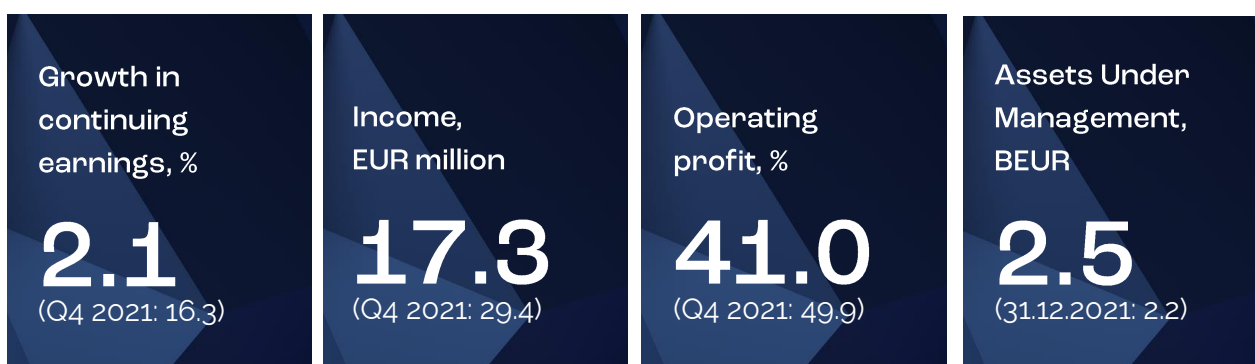 Growth in
continuing
earnings, %
2.1
(Q4 2021: 16.3)
Income,
EUR million
17.3
(Q4 2021: 29.4)
Operating
profit, %
41.0
(Q4 2021: 49.9)
Assets Under
Management,
BEUR
2.5
(31.12.2021: 2.2)